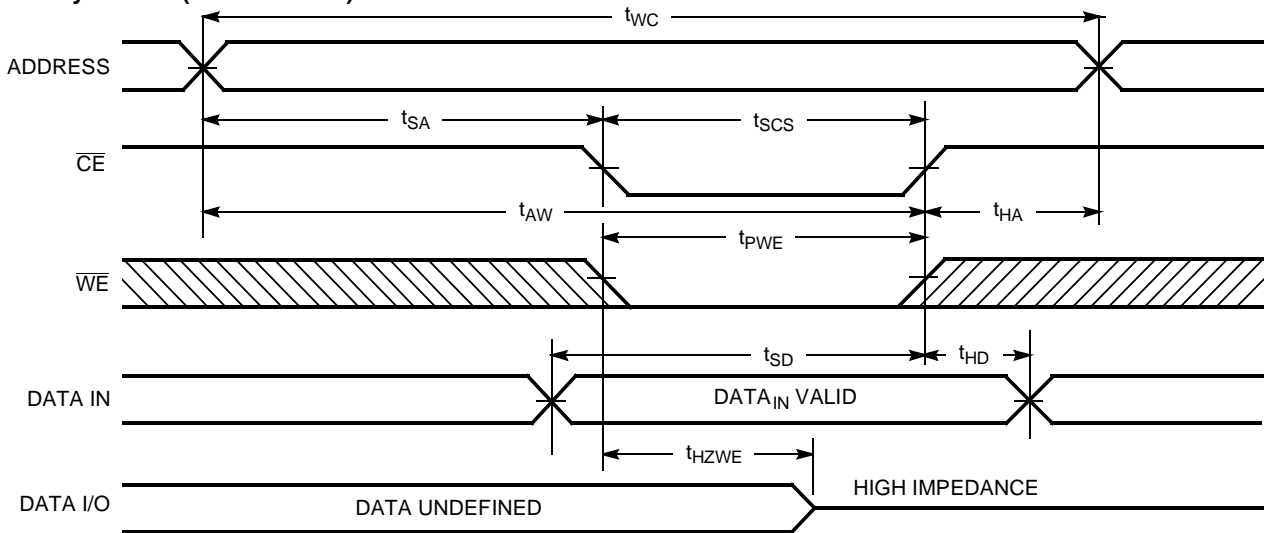 tWC
ADDRESS
tSA tSCS
CE
tAW tHA
tPWE
WE
tSD tHD
DATA IN DATAIN VALID
tHZWE
HIGH IMPEDANCE
DATA I/O DATA UNDEFINED